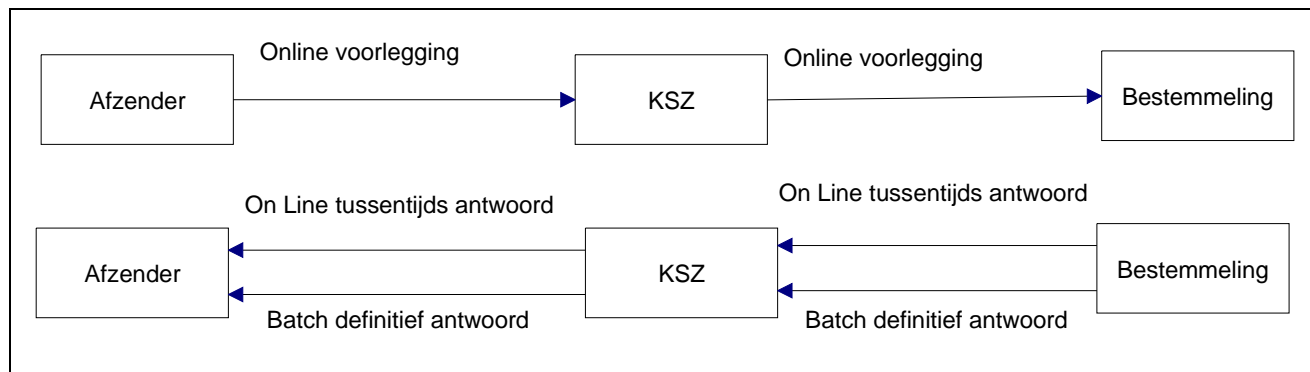 Online voorlegging
Online voorlegging
Afzender
KSZ
Bestemmeling
On Line tussentijds antwoord
On Line tussentijds antwoord
Afzender
KSZ
Bestemmeling
Batch definitief antwoord
Batch definitief antwoord